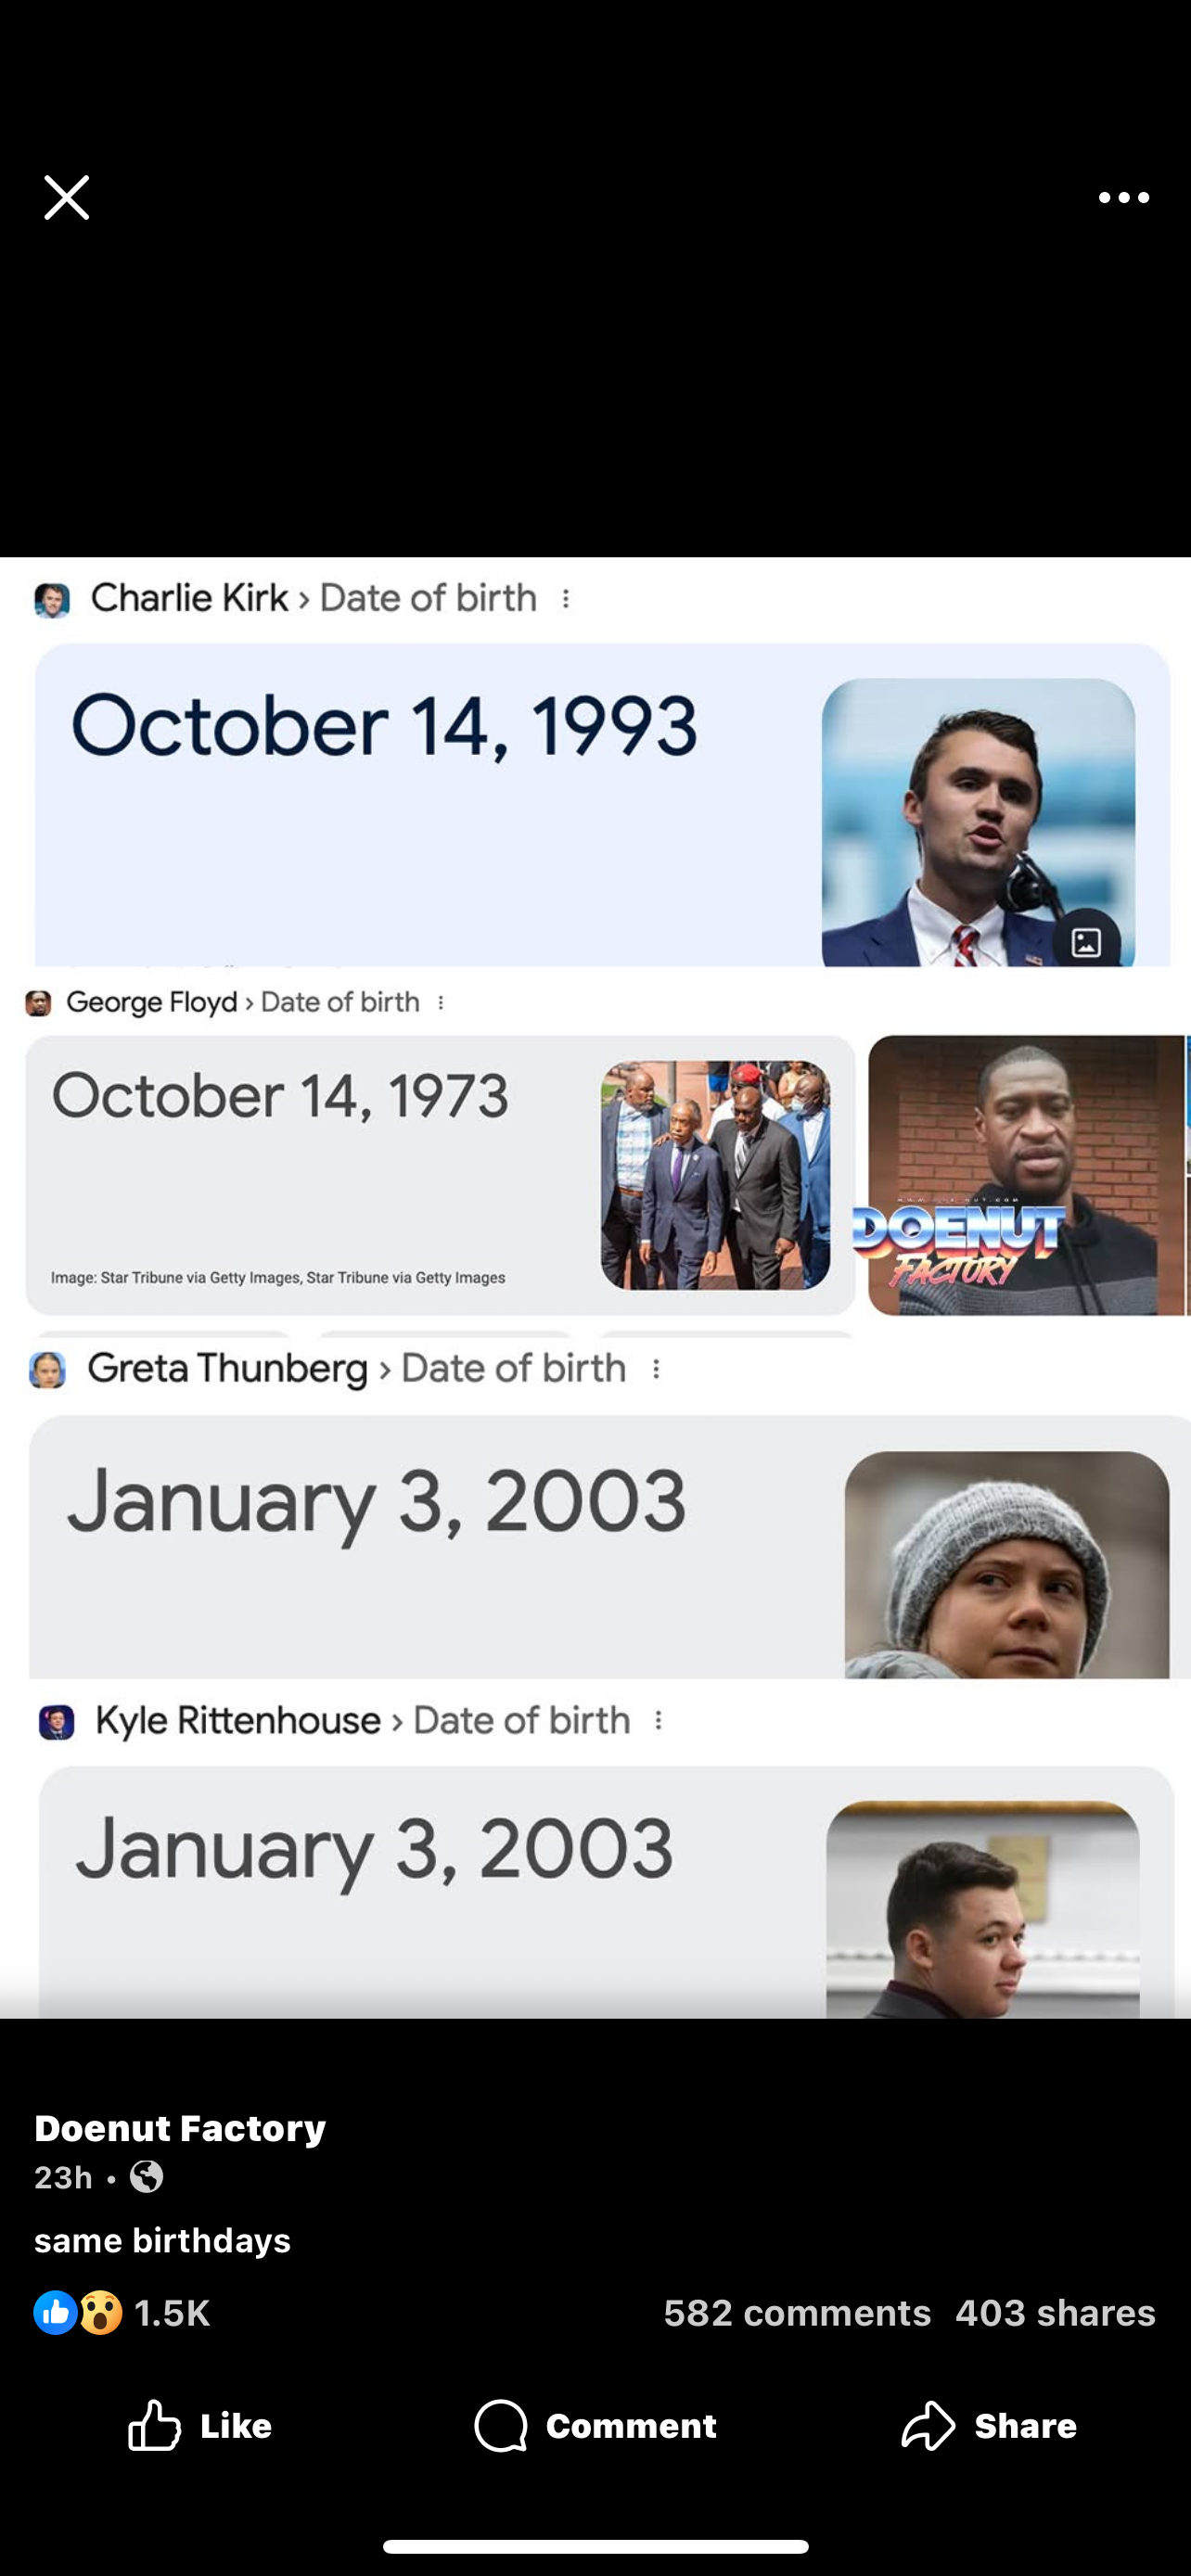 Charlie Kirk › Date of birth
October 14, 1993
George Floyd › Date of birth
October 14, 1973
Image: Star Tribune via Getty Images, Star Tribune via Getty Images
DOENUT
FACTORY
Greta Thunberg › Date of birth
January 3, 2003
Kyle Rittenhouse › Date of birth
January 3, 2003
Doenut Factory
23h •
same birthdays
1.5K 582 comments 403 shares
Like Comment Share